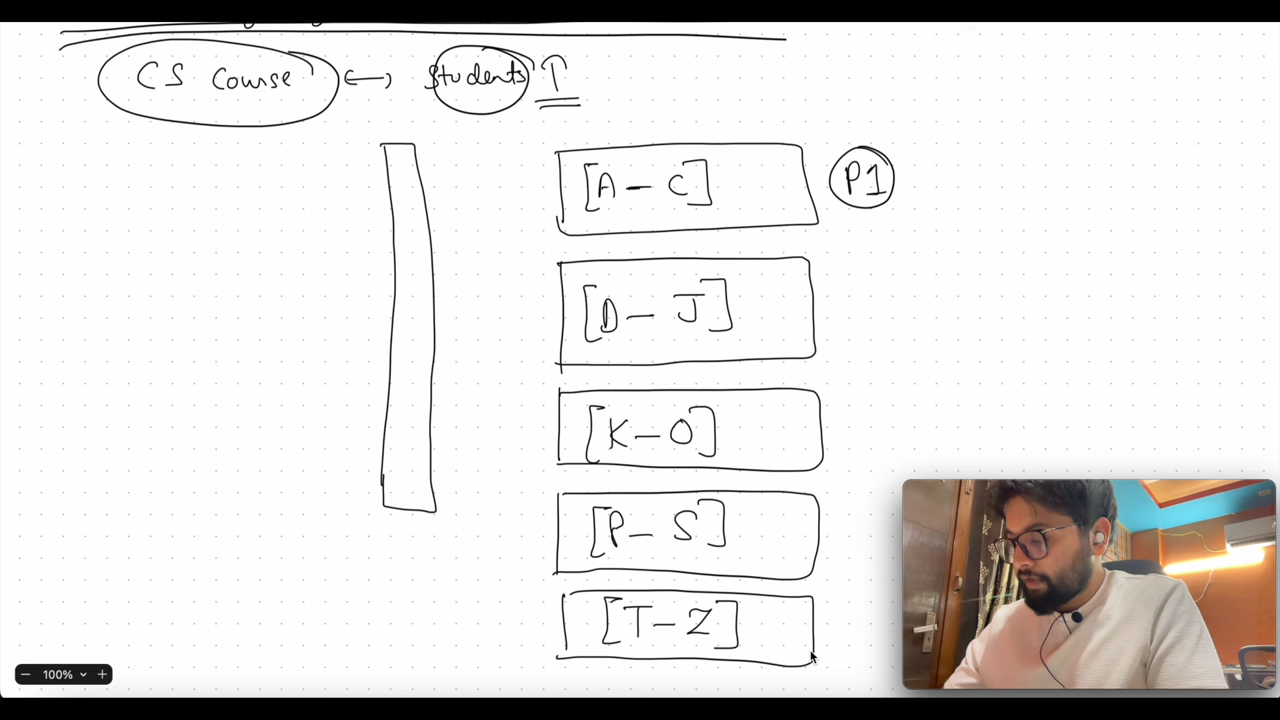 CS Course ↔ Students ↑
[A – C] P1
[D – J]
[K – O]
[P – S]
[T – Z]
− 100% +